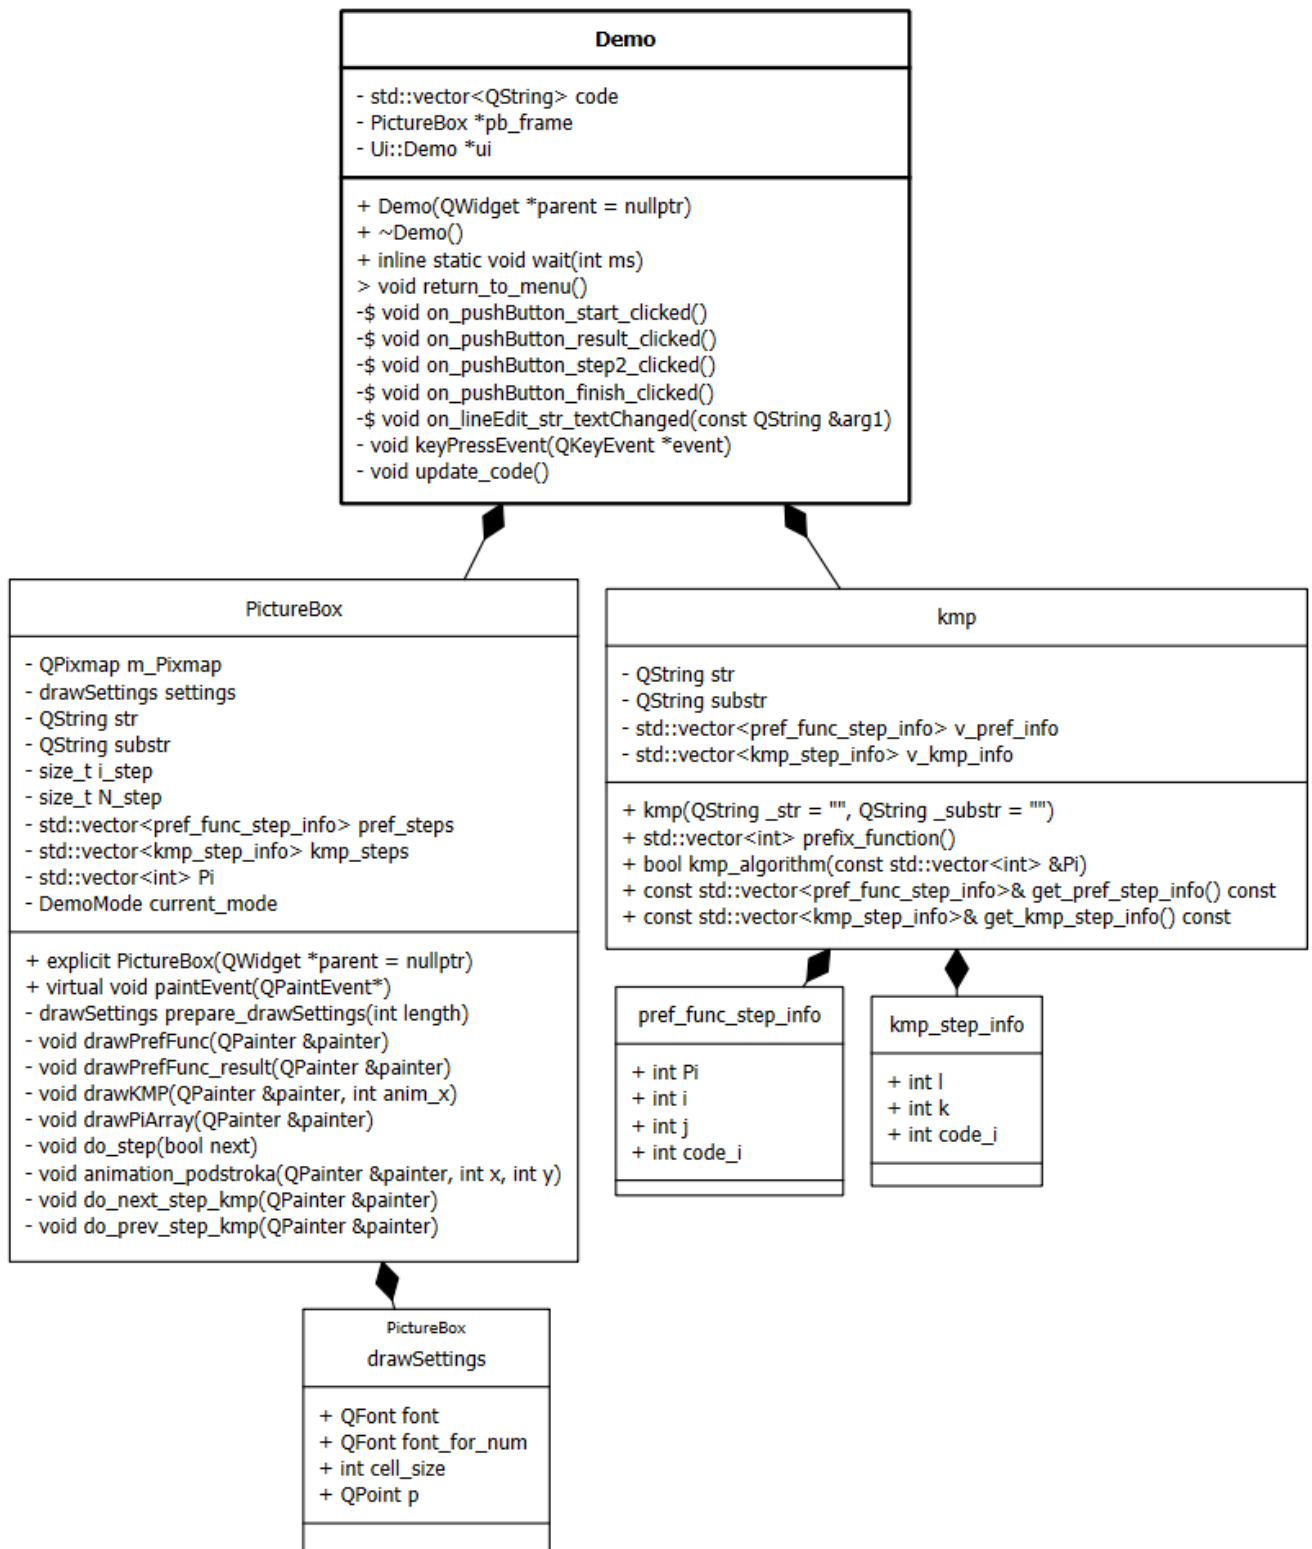 Demo
- std::vector<QString> code
- PictureBox *pb_frame
- Ui::Demo *ui
+ Demo(QWidget *parent = nullptr)
+ ~Demo()
+ inline static void wait(int ms)
> void return_to_menu()
-$ void on_pushButton_start_clicked()
-$ void on_pushButton_result_clicked()
-$ void on_pushButton_step2_clicked()
-$ void on_pushButton_finish_clicked()
-$ void on_lineEdit_str_textChanged(const QString &arg1)
- void keyPressEvent(QKeyEvent *event)
- void update_code()
PictureBox
- QPixmap m_Pixmap
- drawSettings settings
- QString str
- QString substr
- size_t i_step
- size_t N_step
- std::vector<pref_func_step_info> pref_steps
- std::vector<kmp_step_info> kmp_steps
- std::vector<int> Pi
- DemoMode current_mode
+ explicit PictureBox(QWidget *parent = nullptr)
+ virtual void paintEvent(QPaintEvent*)
- drawSettings prepare_drawSettings(int length)
- void drawPrefFunc(QPainter &painter)
- void drawPrefFunc_result(QPainter &painter)
- void drawKMP(QPainter &painter, int anim_x)
- void drawPiArray(QPainter &painter)
- void do_step(bool next)
- void animation_podstroka(QPainter &painter, int x, int y)
- void do_next_step_kmp(QPainter &painter)
- void do_prev_step_kmp(QPainter &painter)
kmp
- QString str
- QString substr
- std::vector<pref_func_step_info> v_pref_info
- std::vector<kmp_step_info> v_kmp_info
+ kmp(QString _str = "", QString _substr = "")
+ std::vector<int> prefix_function()
+ bool kmp_algorithm(const std::vector<int> &Pi)
+ const std::vector<pref_func_step_info>& get_pref_step_info() const
+ const std::vector<kmp_step_info>& get_kmp_step_info() const
pref_func_step_info
+ int Pi
+ int i
+ int j
+ int code_i
kmp_step_info
+ int l
+ int k
+ int code_i
PictureBox
drawSettings
+ QFont font
+ QFont font_for_num
+ int cell_size
+ QPoint p